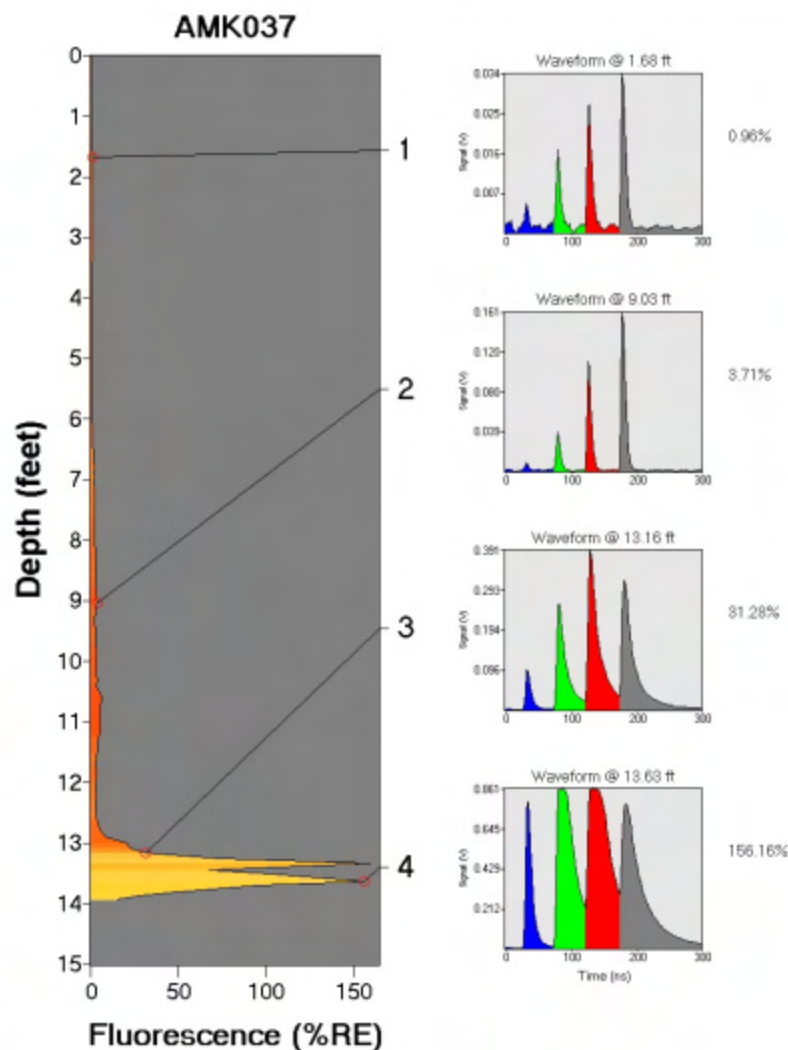 AMK037
0
1
2
3
4
5
6
7
8
9
10
11
12
13
14
15
Depth (feet)
0 50 100 150
Fluorescence (%RE)
1
2
3
4
Waveform @ 1.68 ft
0.034
0.025
0.016
0.007
Signal (V)
0 100 200 300
0.96%
Waveform @ 9.03 ft
0.161
0.120
0.080
0.039
Signal (V)
0 100 200 300
3.71%
Waveform @ 13.16 ft
0.391
0.293
0.194
0.096
Signal (V)
0 100 200 300
31.28%
Waveform @ 13.63 ft
0.861
0.645
0.429
0.212
Signal (V)
0 100 200 300
Time (ns)
156.16%